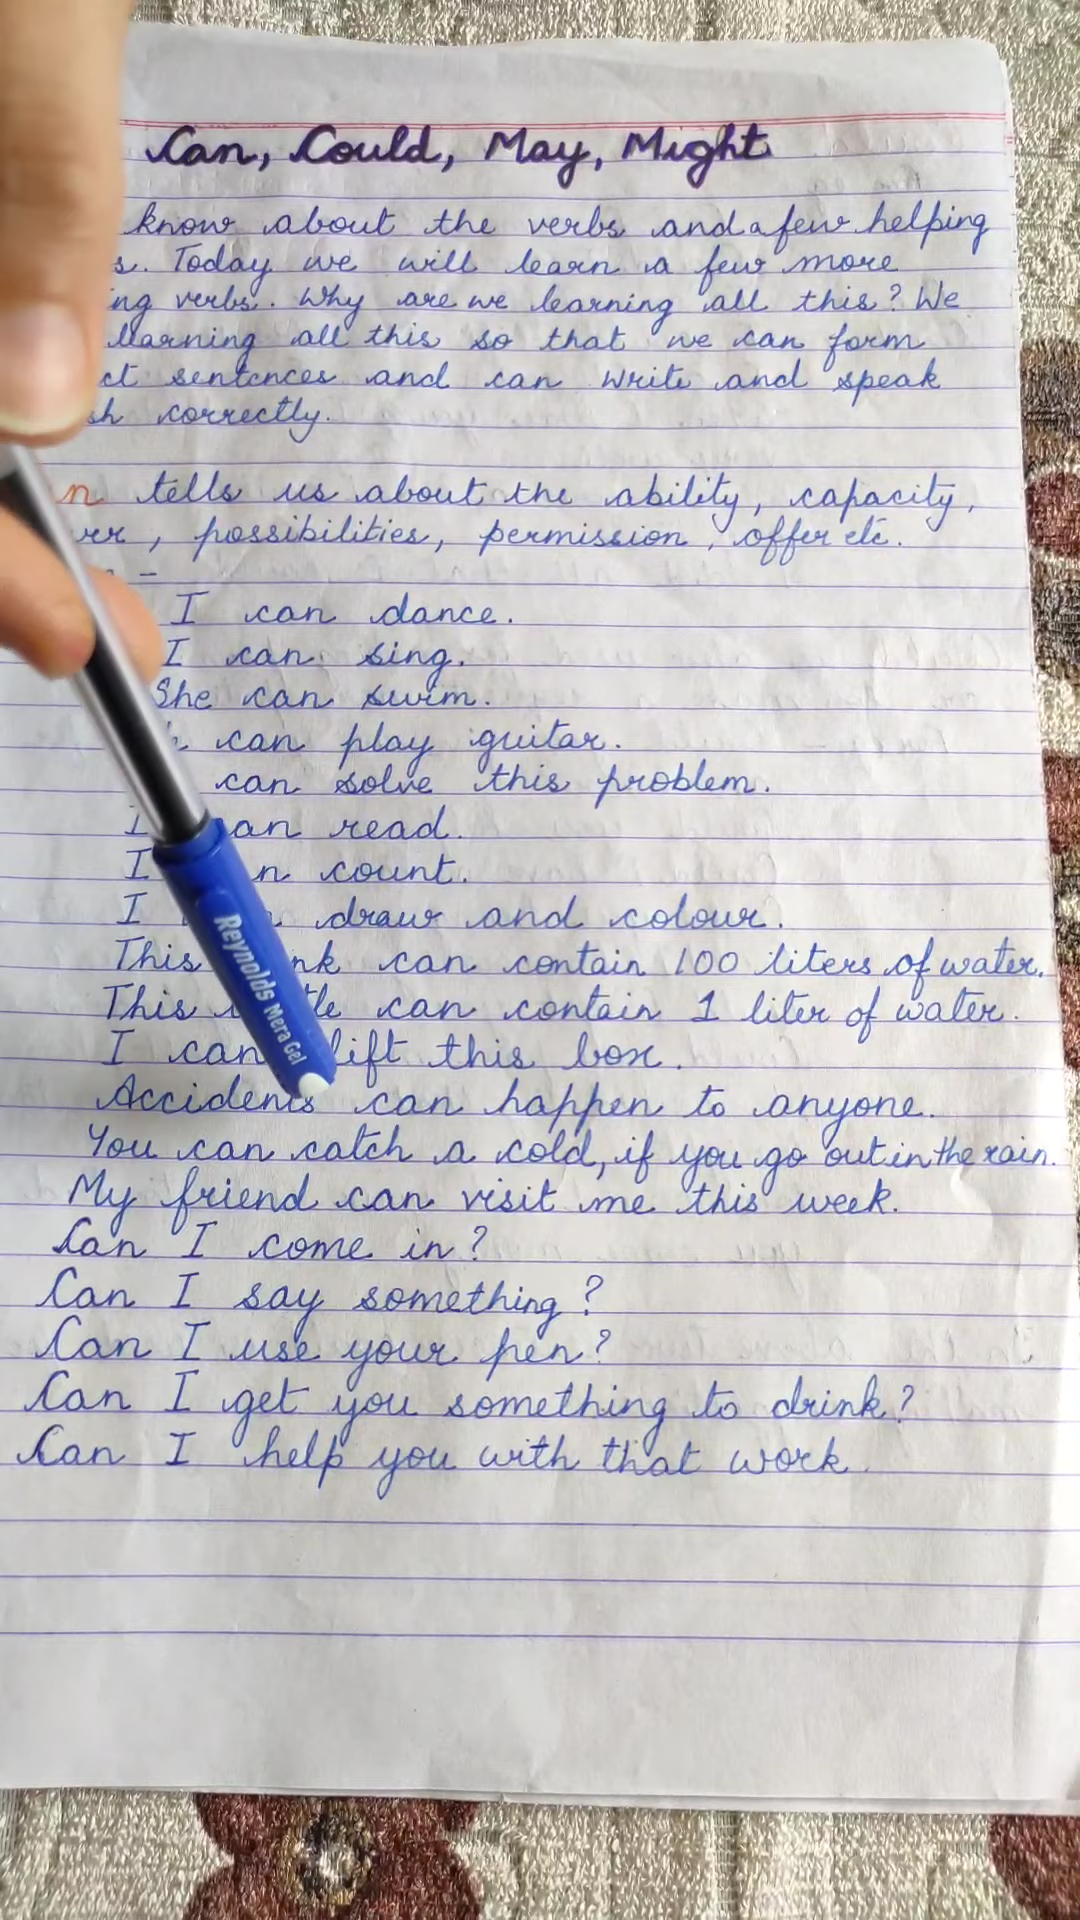 Can, Could, May, Might
know about the verbs and a few helping
s. Today we will learn a few more
ing verbs. Why are we learning all this? We
learning all this so that we can form
ct sentences and can write and speak
sh correctly.
n tells us about the ability, capacity,
er, possibilities, permission, offer etc.
I can dance.
I can sing.
She can swim.
can play guitar.
can solve this problem.
I an read.
I n count.
I draw and colour.
This nk can contain 100 liters of water.
This tle can contain 1 liter of water.
I can lift this box.
Accidents can happen to anyone.
You can catch a cold, if you go out in the rain.
My friend can visit me this week.
Can I come in?
Can I say something?
Can I use your pen?
Can I get you something to drink?
Can I help you with that work.
Reynolds Mera Gel